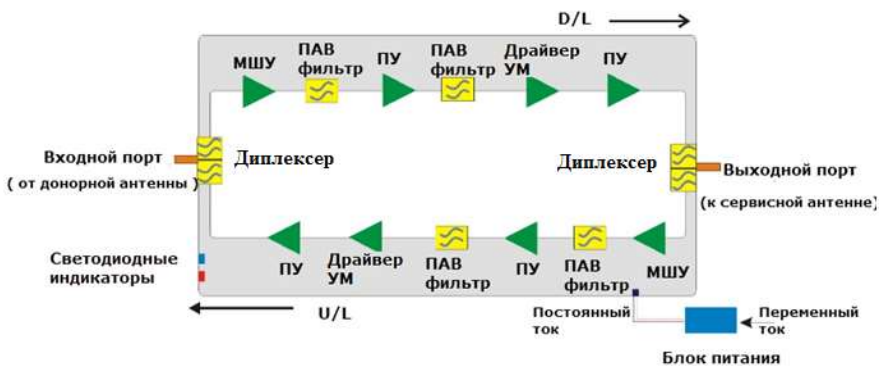 D/L
МШУ
ПАВ
фильтр
ПУ
ПАВ
фильтр
Драйвер
УМ
ПУ
Входной порт
( от донорной антенны )
Диплексер
Диплексер
Выходной порт
(к сервисной антенне)
Светодиодные
индикаторы
ПУ
Драйвер
УМ
ПАВ
фильтр
ПУ
ПАВ
фильтр
МШУ
U/L
Постоянный
ток
Переменный
ток
Блок питания